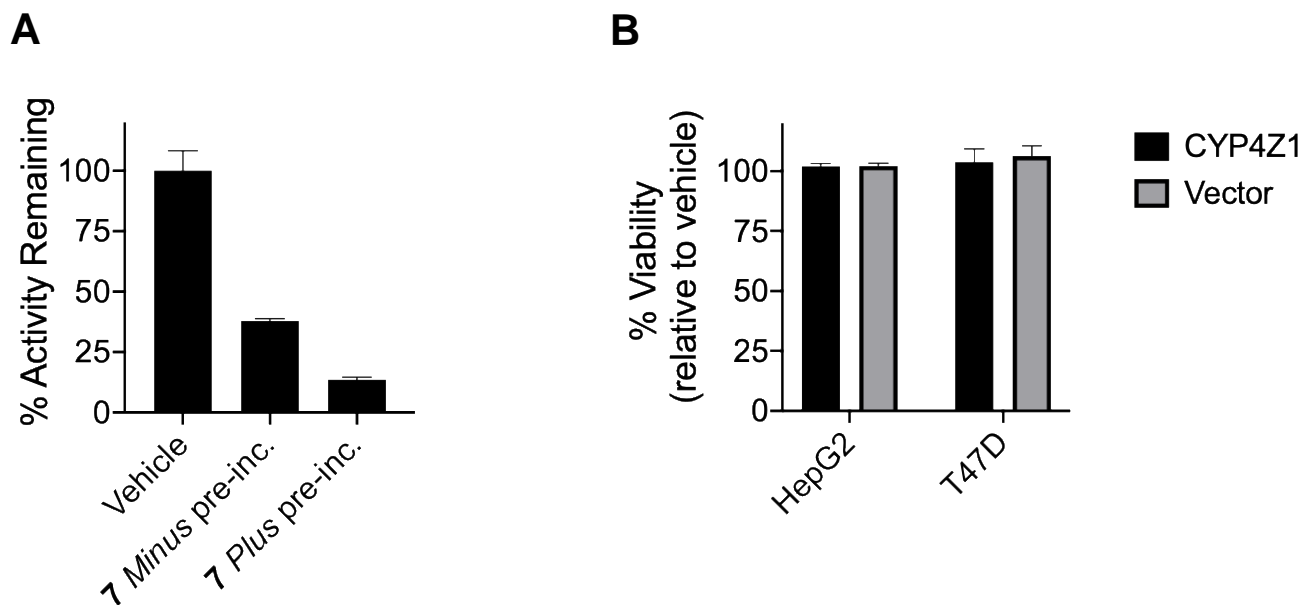 A
% Activity Remaining
100
75
50
25
0
Vehicle
7 Minus pre-inc.
7 Plus pre-inc.
B
% Viability
(relative to vehicle)
100
75
50
25
0
HepG2
T47D
CYP4Z1
Vector